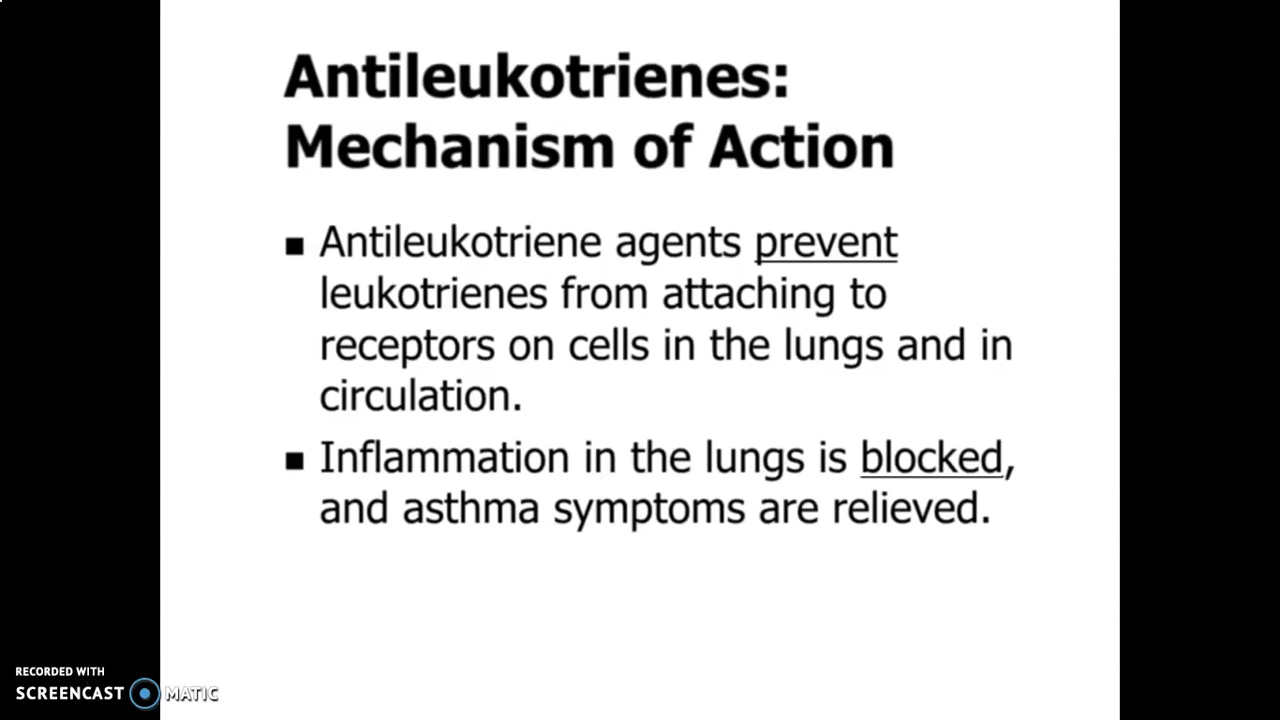 Antileukotrienes:
Mechanism of Action
■ Antileukotriene agents prevent
leukotrienes from attaching to
receptors on cells in the lungs and in
circulation.
■ Inflammation in the lungs is blocked,
and asthma symptoms are relieved.
RECORDED WITH
SCREENCAST MATIC